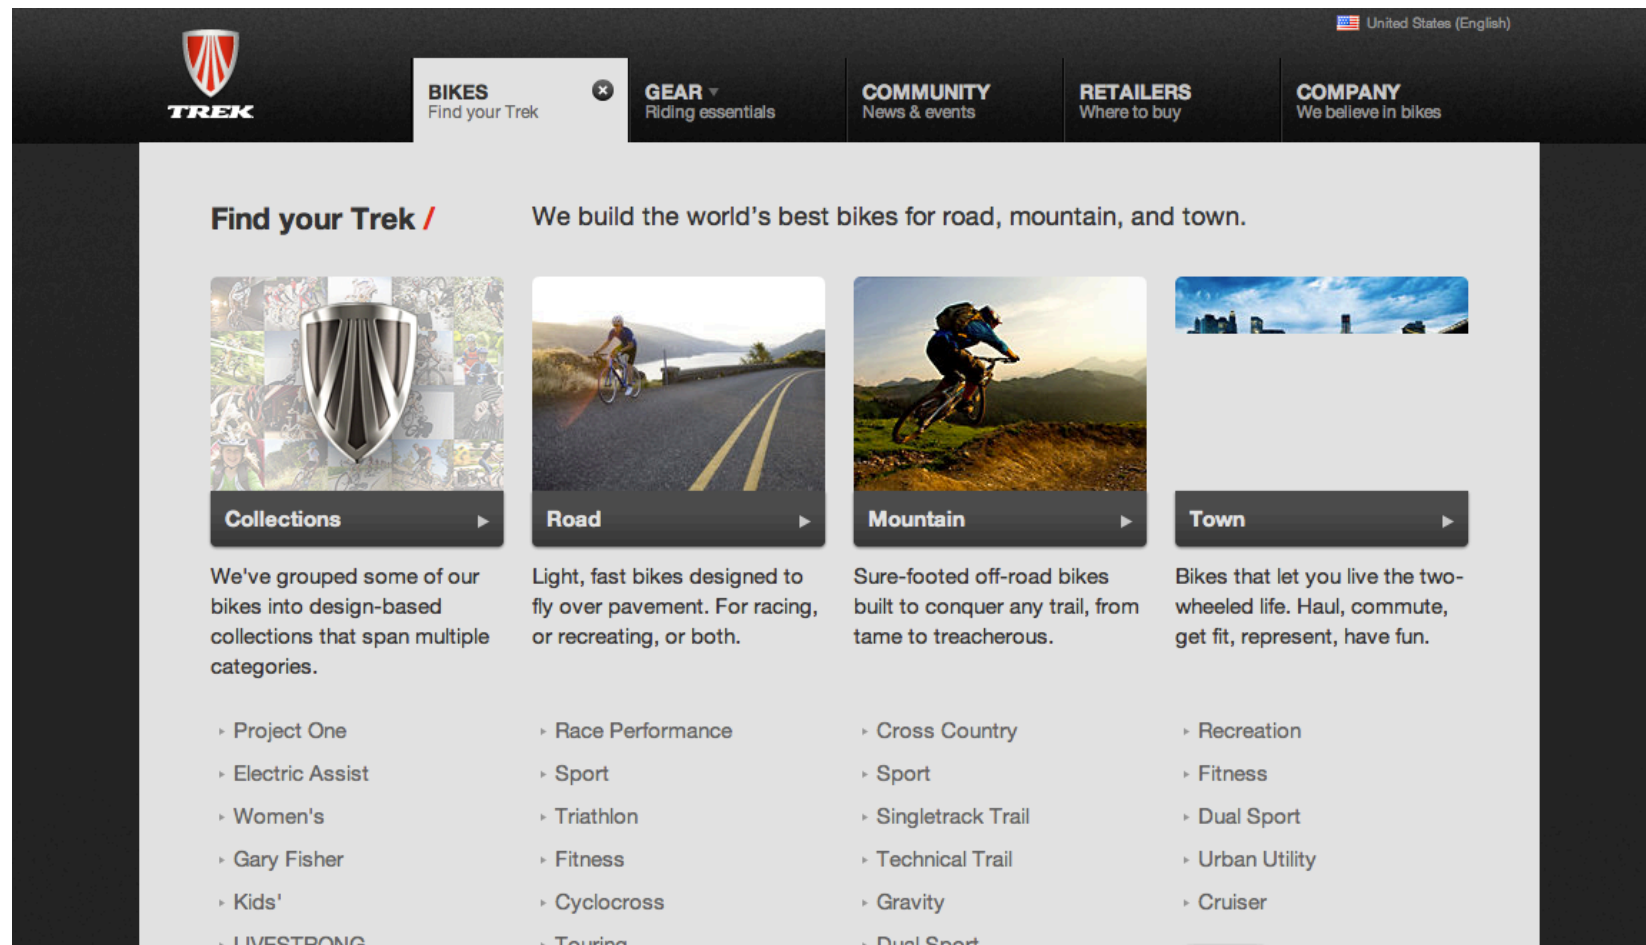 United States (English)
TREK
BIKES
Find your Trek
GEAR
Riding essentials
COMMUNITY
News & events
RETAILERS
Where to buy
COMPANY
We believe in bikes
Find your Trek /
We build the world's best bikes for road, mountain, and town.
Collections
We've grouped some of our
bikes into design-based
collections that span multiple
categories.
Project One
Electric Assist
Women's
Gary Fisher
Kids'
LIVESTRONG
Road
Light, fast bikes designed to
fly over pavement. For racing,
or recreating, or both.
Race Performance
Sport
Triathlon
Fitness
Cyclocross
Touring
Mountain
Sure-footed off-road bikes
built to conquer any trail, from
tame to treacherous.
Cross Country
Sport
Singletrack Trail
Technical Trail
Gravity
Dual Sport
Town
Bikes that let you live the two-
wheeled life. Haul, commute,
get fit, represent, have fun.
Recreation
Fitness
Dual Sport
Urban Utility
Cruiser